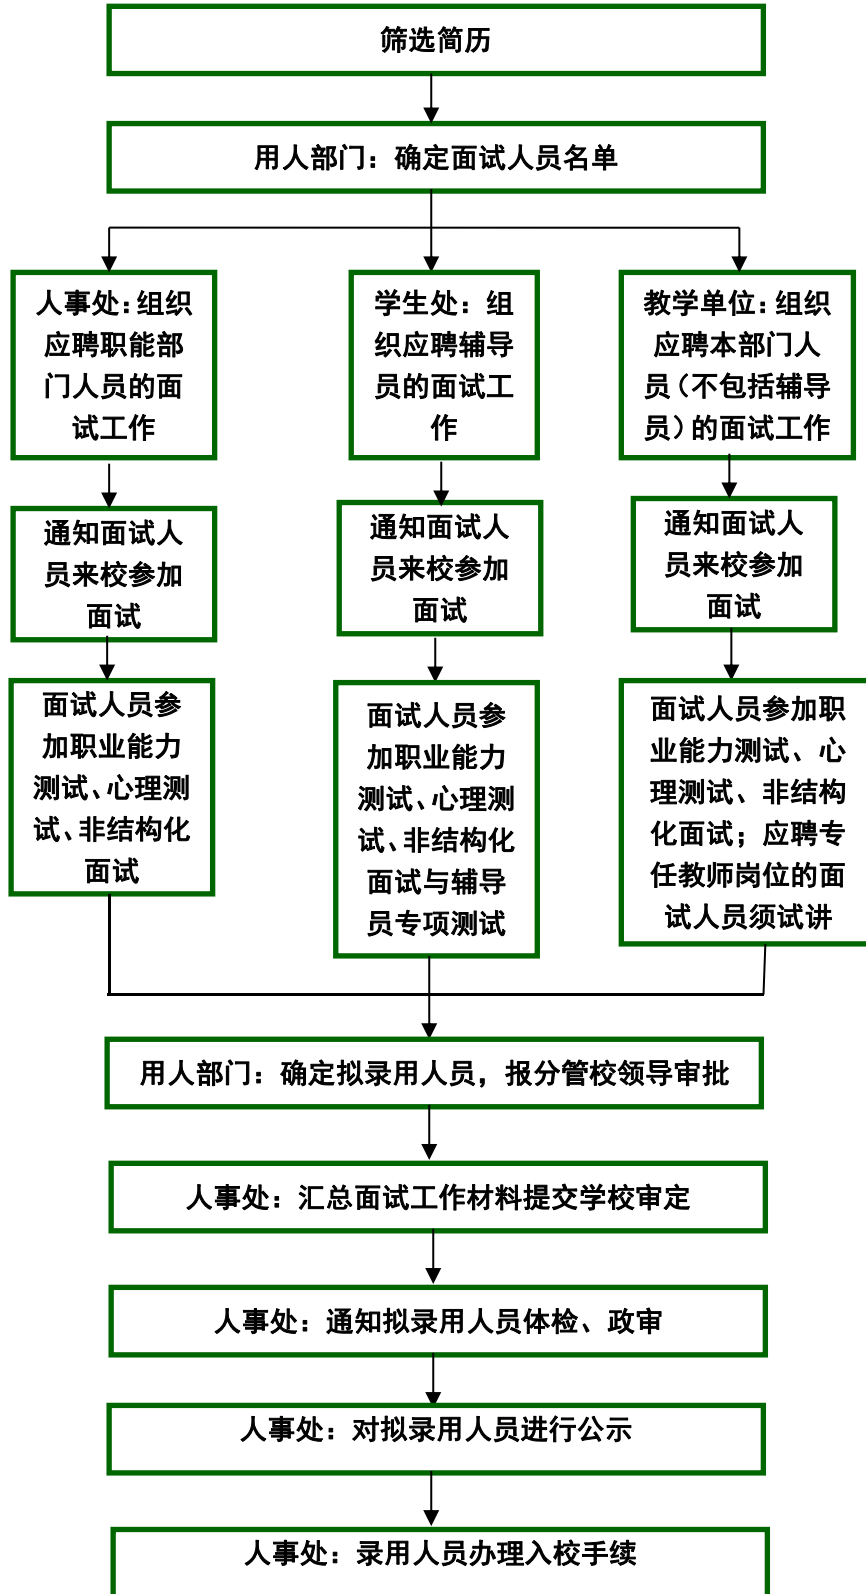 筛选简历
用人部门：确定面试人员名单
人事处：组织
应聘职能部
门人员的面
试工作
学生处：组
织应聘辅导
员的面试工
作
教学单位：组织
应聘本部门人
员（不包括辅导
员）的面试工作
通知面试人
员来校参加
面试
通知面试人
员来校参加
面试
通知面试人
员来校参加
面试
面试人员参
加职业能力
测试、心理测
试、非结构化
面试
面试人员参
加职业能力
测试、心理测
试、非结构化
面试与辅导
员专项测试
面试人员参加职
业能力测试、心
理测试、非结构
化面试；应聘专
任教师岗位的面
试人员须试讲
用人部门：确定拟录用人员，报分管校领导审批
人事处：汇总面试工作材料提交学校审定
人事处：通知拟录用人员体检、政审
人事处：对拟录用人员进行公示
人事处：录用人员办理入校手续